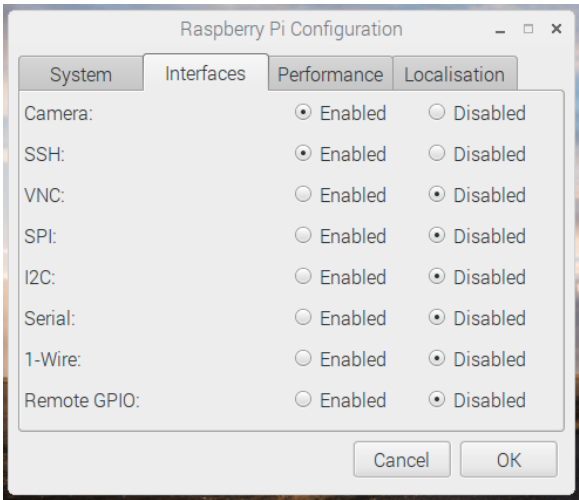 Raspberry Pi Configuration
System Interfaces Performance Localisation
Camera: Enabled Disabled
SSH: Enabled Disabled
VNC: Enabled Disabled
SPI: Enabled Disabled
I2C: Enabled Disabled
Serial: Enabled Disabled
1-Wire: Enabled Disabled
Remote GPIO: Enabled Disabled
Cancel OK